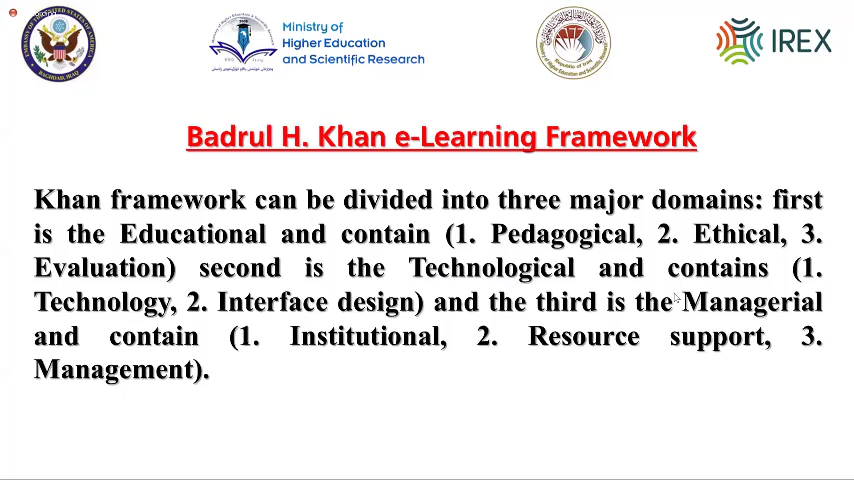 Ministry of
Higher Education
and Scientific Research
IREX
Badrul H. Khan e-Learning Framework
Khan framework can be divided into three major domains: first
is the Educational and contain (1. Pedagogical, 2. Ethical, 3.
Evaluation) second is the Technological and contains (1.
Technology, 2. Interface design) and the third is the Managerial
and contain (1. Institutional, 2. Resource support, 3.
Management).